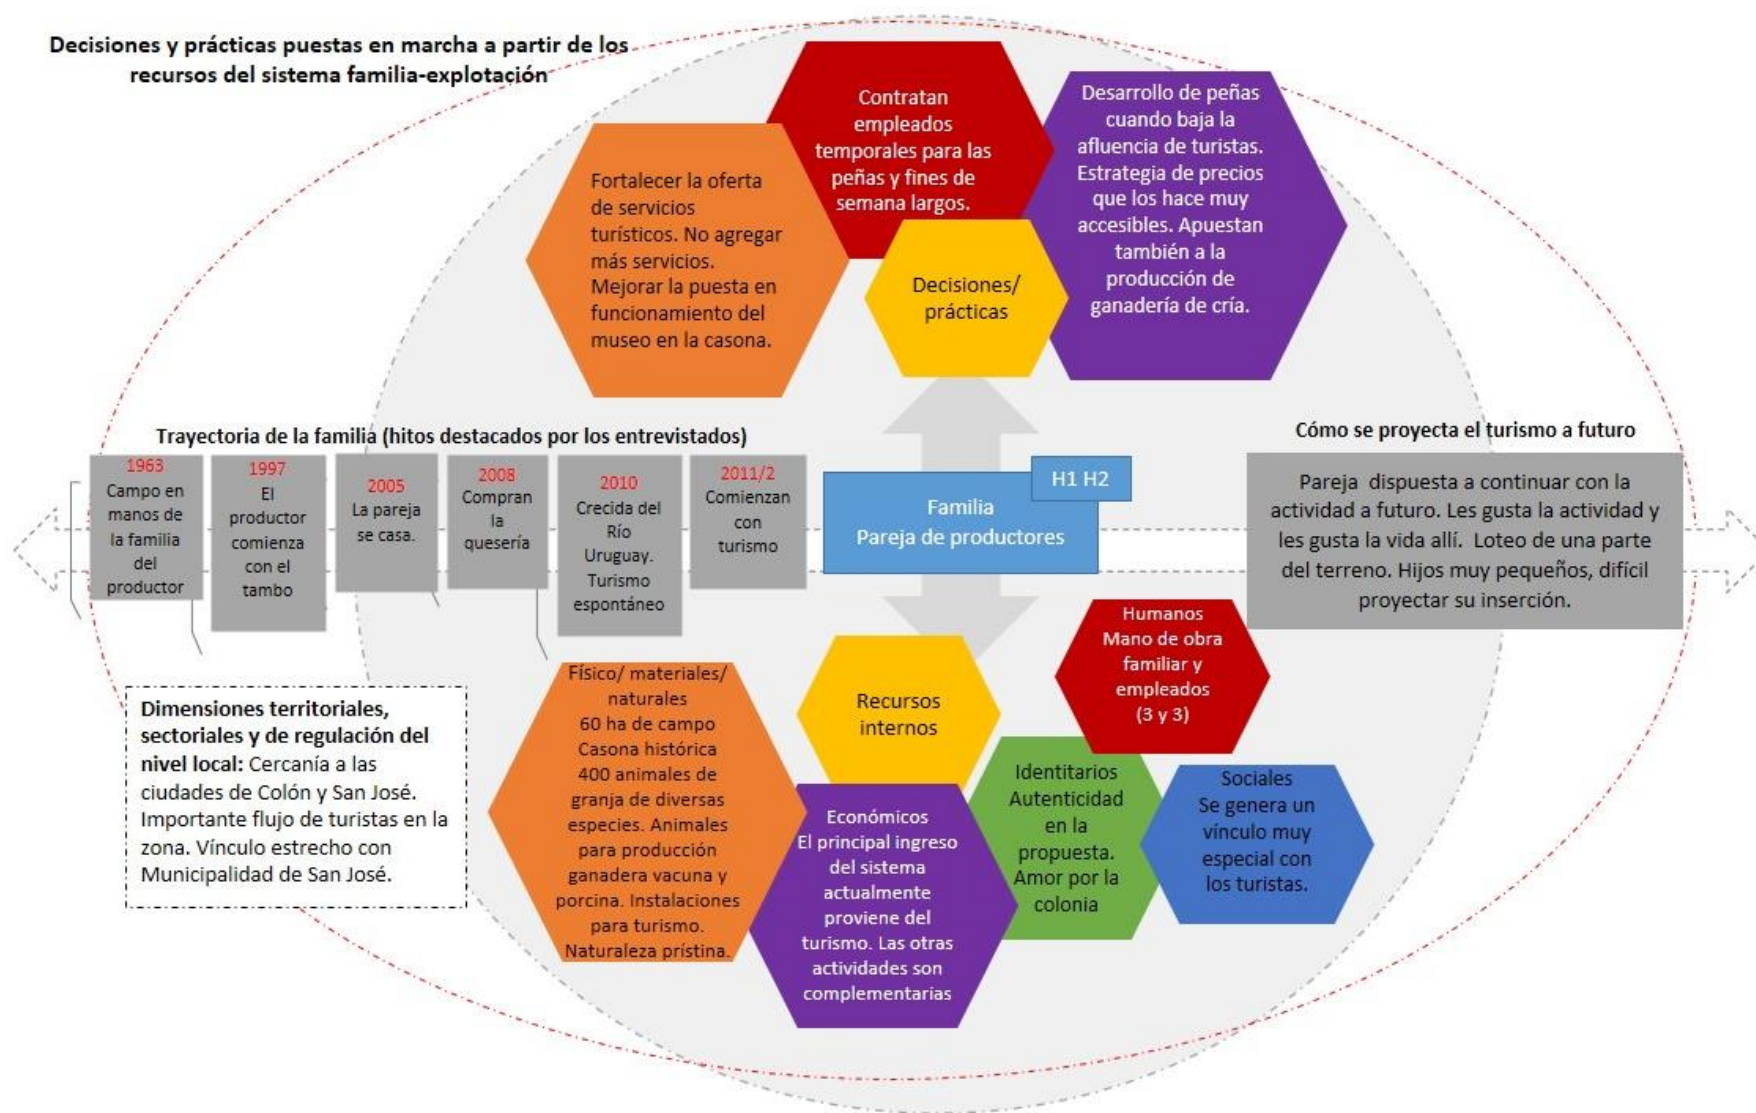 Decisiones y prácticas puestas en marcha a partir de los
recursos del sistema familia-explotación
Contratan
empleados
temporales para las
peñas y fines de
semana largos.
Desarrollo de peñas
cuando baja la
afluencia de turistas.
Estrategia de precios
que los hace muy
accesibles. Apuestan
también a la
producción de
ganadería de cría.
Fortalecer la oferta
de servicios
turísticos. No agregar
más servicios.
Mejorar la puesta en
funcionamiento del
museo en la casona.
Decisiones/
prácticas
Trayectoria de la familia (hitos destacados por los entrevistados)
1963
Campo en
manos de
la familia
del
productor
1997
El
productor
comienza
con el
tambo
2005
La pareja
se casa.
2008
Compran
la
quesería
2010
Crecida del
Río
Uruguay.
Turismo
espontáneo
2011/2
Comienzan
con
turismo
H1 H2
Familia
Pareja de productores
Cómo se proyecta el turismo a futuro
Pareja dispuesta a continuar con la
actividad a futuro. Les gusta la actividad y
les gusta la vida allí. Loteo de una parte
del terreno. Hijos muy pequeños, difícil
proyectar su inserción.
Dimensiones territoriales,
sectoriales y de regulación del
nivel local: Cercanía a las
ciudades de Colón y San José.
Importante flujo de turistas en la
zona. Vínculo estrecho con
Municipalidad de San José.
Físico/ materiales/
naturales
60 ha de campo
Casona histórica
400 animales de
granja de diversas
especies. Animales
para producción
ganadera vacuna y
porcina. Instalaciones
para turismo.
Naturaleza prístina.
Recursos
internos
Económicos
El principal ingreso
del sistema
actualmente
proviene del
turismo. Las otras
actividades son
complementarias
Identitarios
Autenticidad
en la
propuesta.
Amor por la
colonia
Humanos
Mano de obra
familiar y
empleados
(3 y 3)
Sociales
Se genera un
vínculo muy
especial con
los turistas.